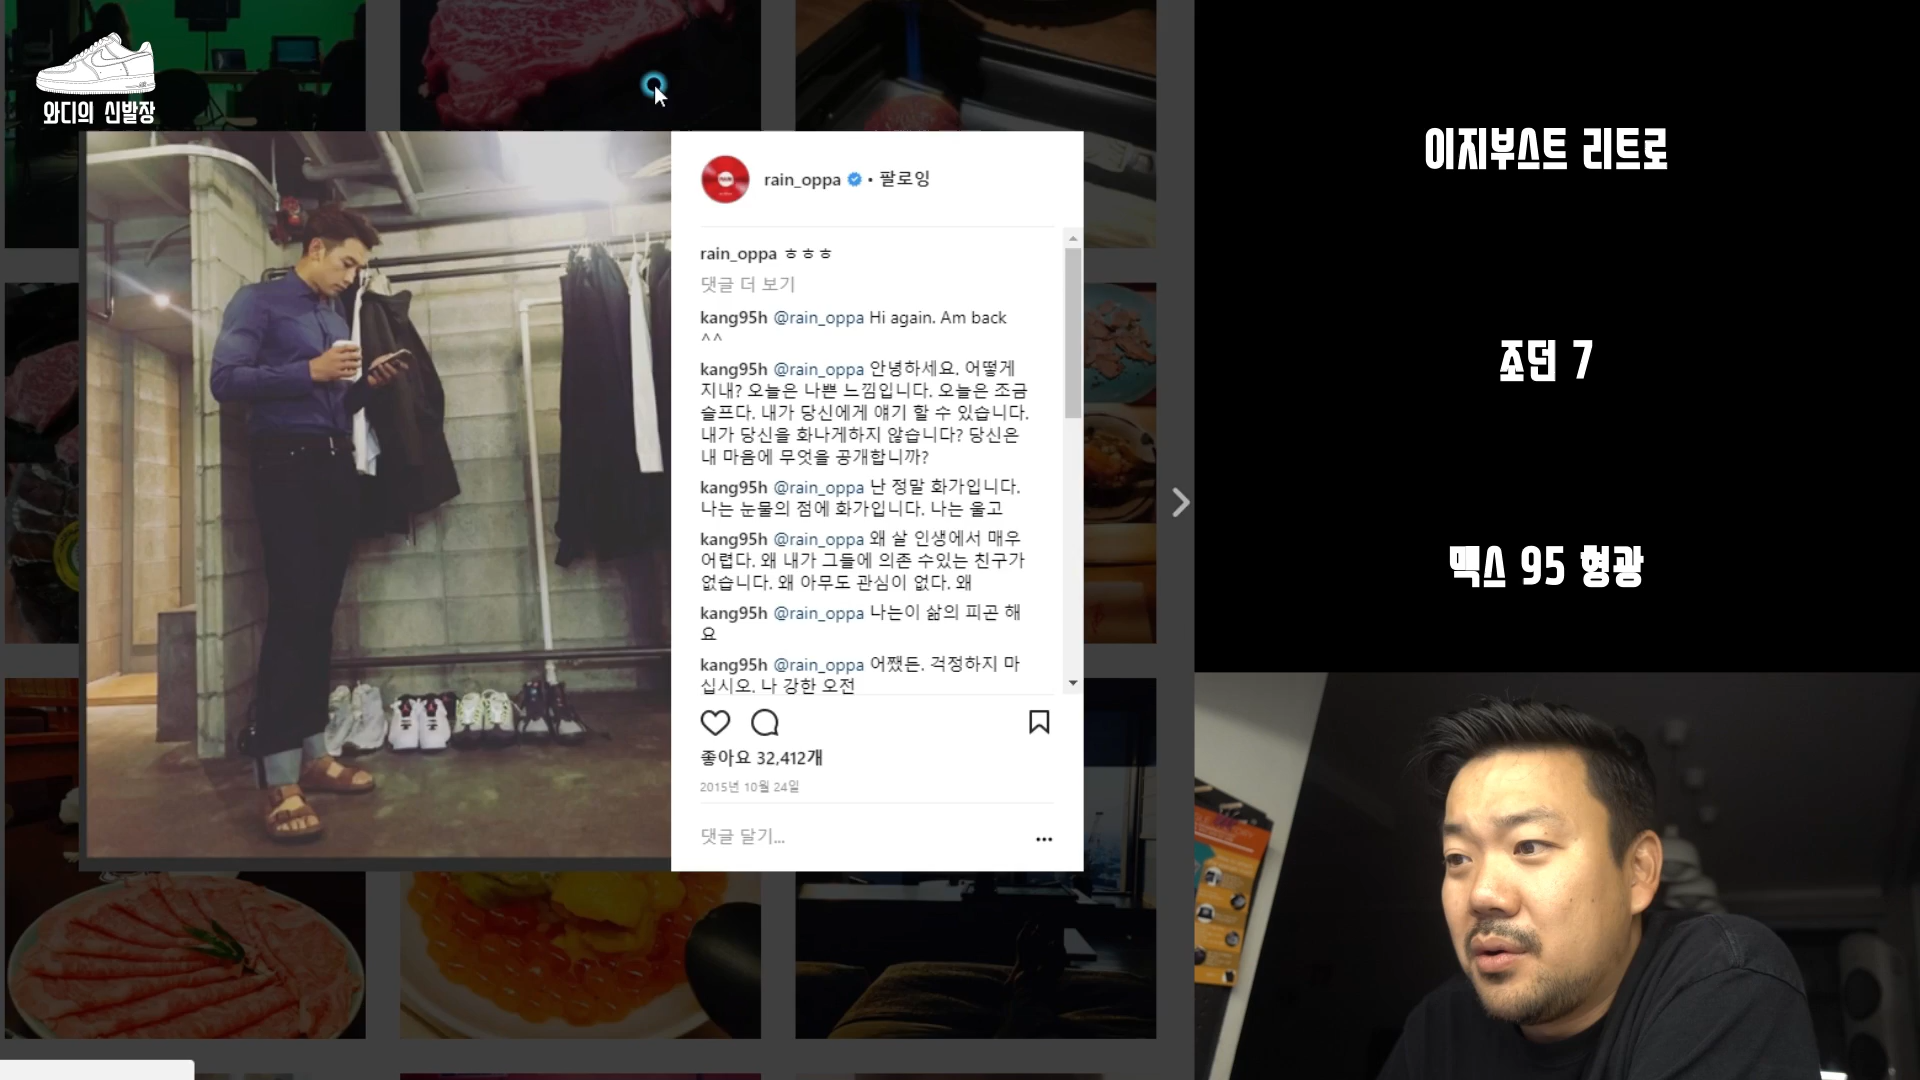 와디의 신발장
rain_oppa • 팔로잉
rain_oppa ㅎㅎㅎ
댓글 더 보기
kang95h @rain_oppa Hi again. Am back
^^
kang95h @rain_oppa 안녕하세요. 어떻게
지내? 오늘은 나쁜 느낌입니다. 오늘은 조금
슬프다. 내가 당신에게 얘기 할 수 있습니다.
내가 당신을 화나게하지 않습니다? 당신은
내 마음에 무엇을 공개합니까?
kang95h @rain_oppa 난 정말 화가입니다.
나는 눈물의 점에 화가입니다. 나는 울고
kang95h @rain_oppa 왜 살 인생에서 매우
어렵다. 왜 내가 그들에 의존 수있는 친구가
없습니다. 왜 아무도 관심이 없다. 왜
kang95h @rain_oppa 나는이 삶의 피곤 해
요
kang95h @rain_oppa 어쨌든. 걱정하지 마
십시오. 나 강한 오전
좋아요 32,412개
2015년 10월 24일
댓글 달기...
이지부스트 리트로
조던 7
맥스 95 형광